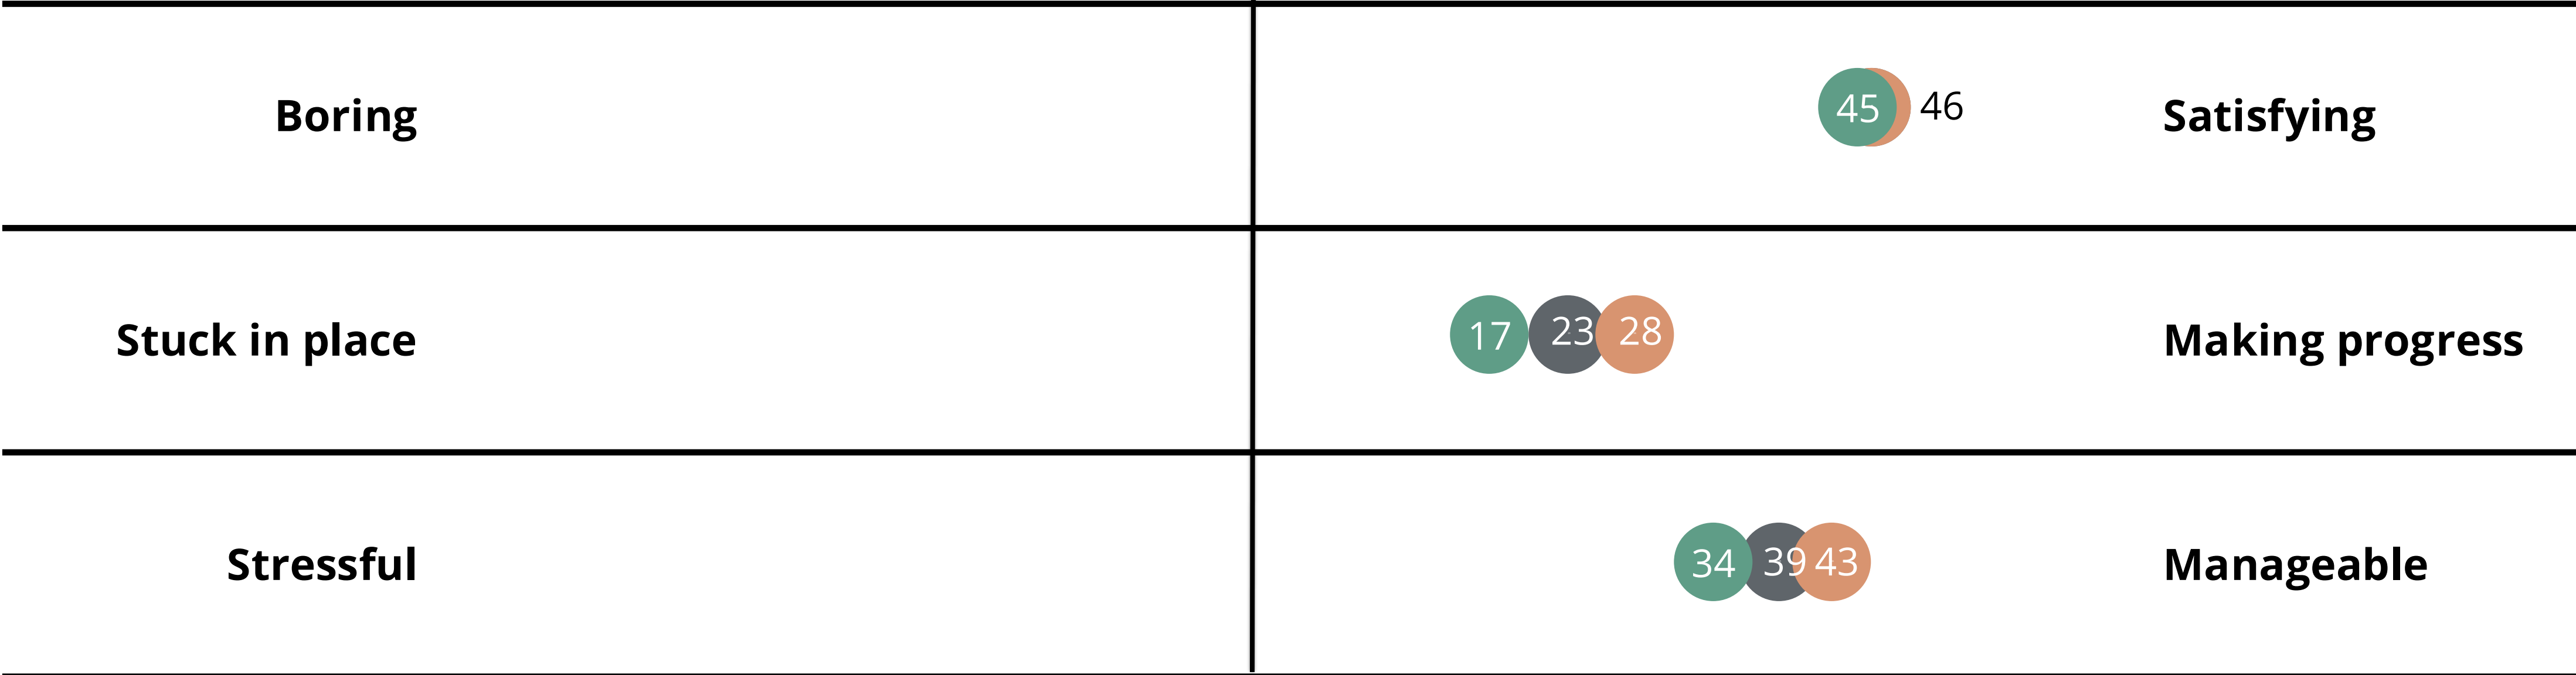 Boring 45 46 Satisfying
Stuck in place 17 23 28 Making progress
Stressful 34 39 43 Manageable